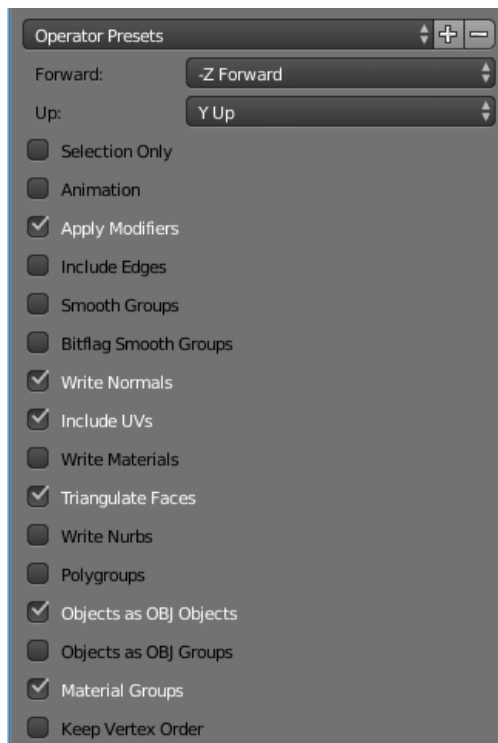 Operator Presets
Forward: -Z Forward
Up: Y Up
Selection Only
Animation
Apply Modifiers
Include Edges
Smooth Groups
Bitflag Smooth Groups
Write Normals
Include UVs
Write Materials
Triangulate Faces
Write Nurbs
Polygroups
Objects as OBJ Objects
Objects as OBJ Groups
Material Groups
Keep Vertex Order